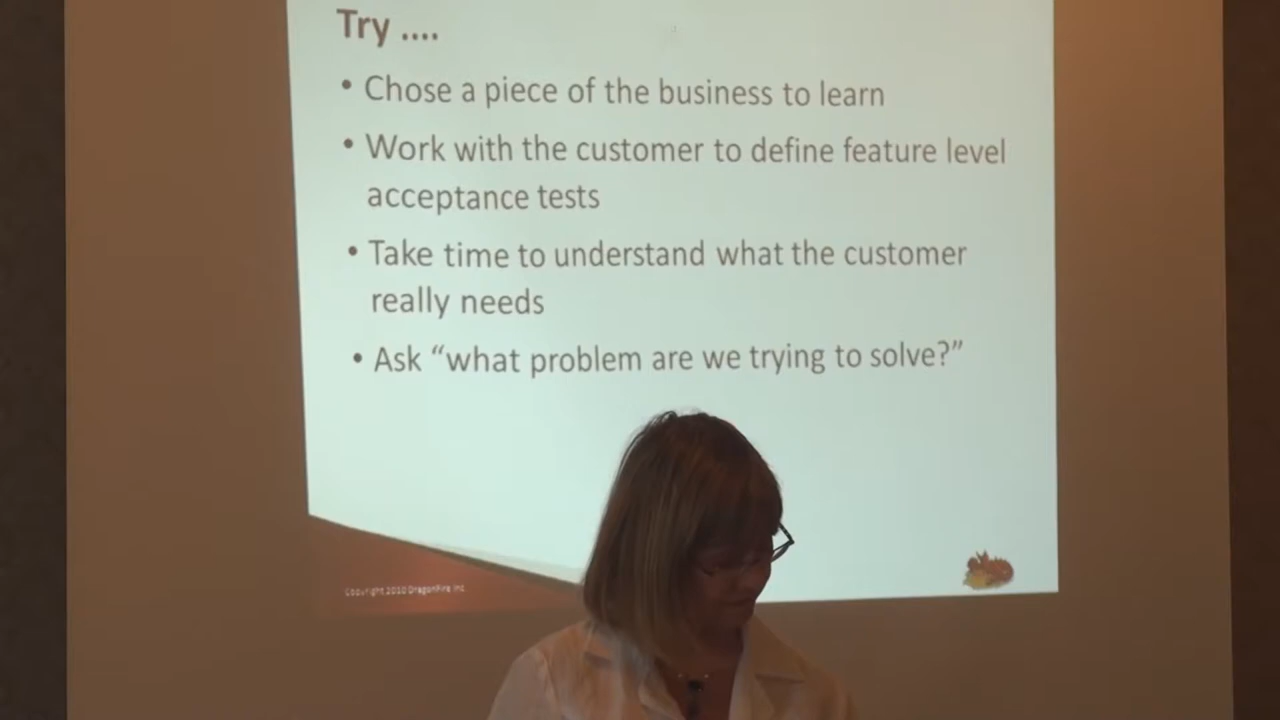 Try ....
• Chose a piece of the business to learn
• Work with the customer to define feature level
acceptance tests
• Take time to understand what the customer
really needs
• Ask “what problem are we trying to solve?”
Copyright 2010 DragonFire Inc